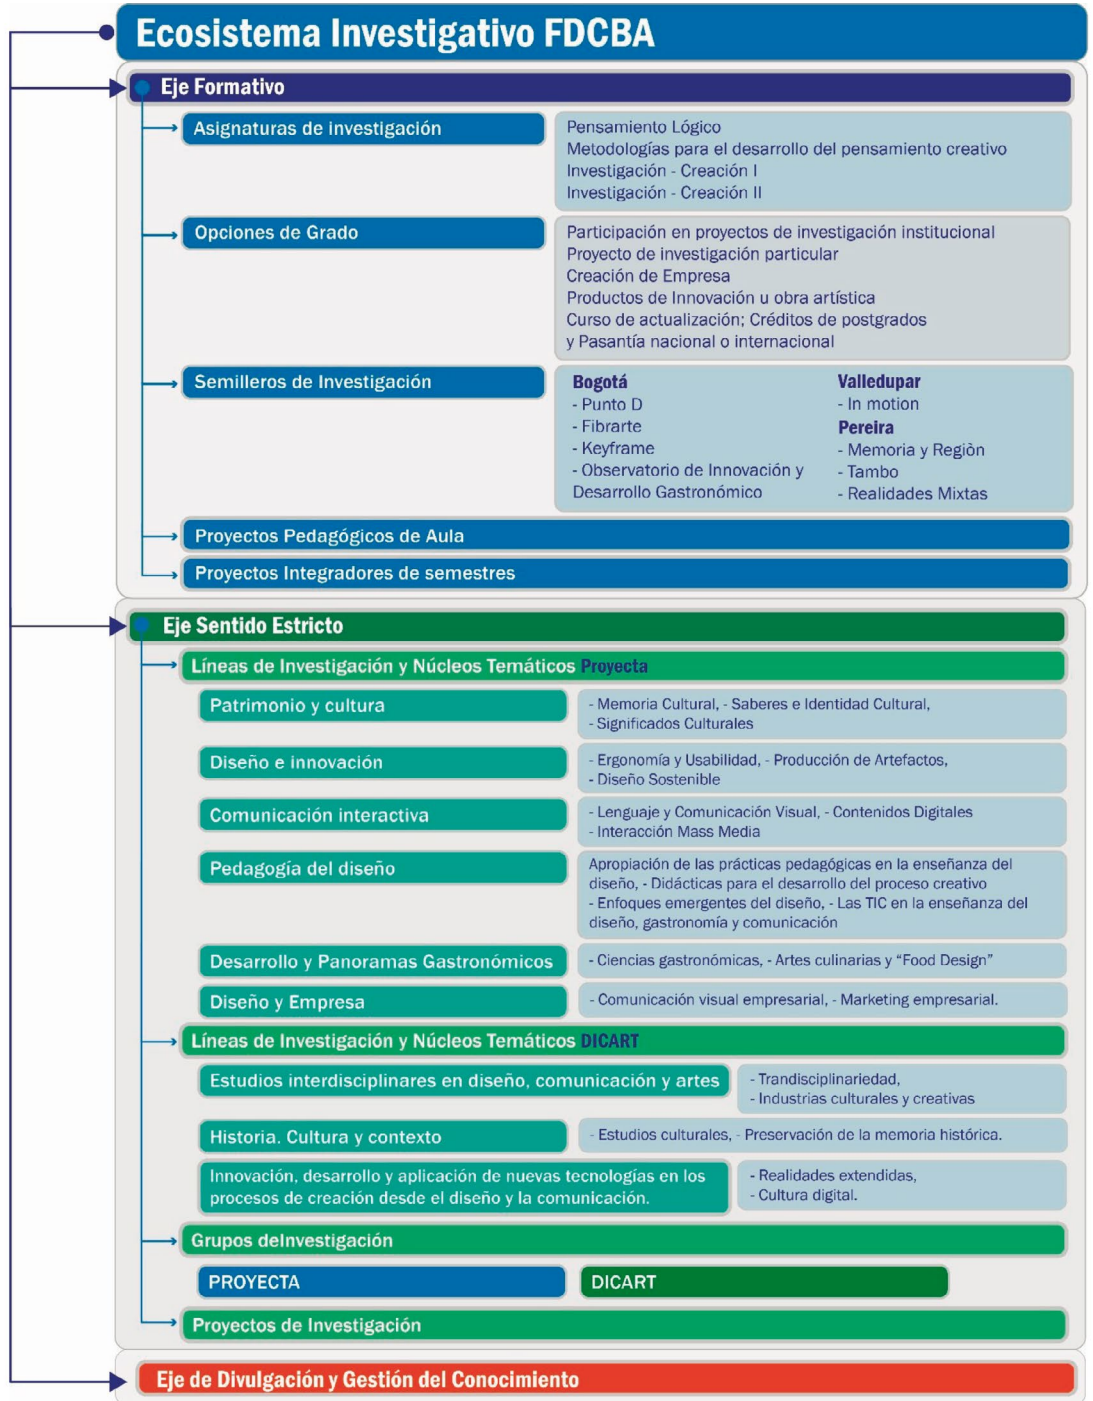 Ecosistema Investigativo FDCBA
Eje Formativo
Asignaturas de investigación
Pensamiento Lógico
Metodologías para el desarrollo del pensamiento creativo
Investigación - Creación I
Investigación - Creación II
Opciones de Grado
Participación en proyectos de investigación institucional
Proyecto de investigación particular
Creación de Empresa
Productos de Innovación u obra artística
Curso de actualización; Créditos de postgrados
y Pasantía nacional o internacional
Semilleros de Investigación
Bogotá
- Punto D
- Fibrarte
- Keyframe
- Observatorio de Innovación y
Desarrollo Gastronómico
Valledupar
- In motion
Pereira
- Memoria y Regiòn
- Tambo
- Realidades Mixtas
Proyectos Pedagógicos de Aula
Proyectos Integradores de semestres
Eje Sentido Estricto
Líneas de Investigación y Núcleos Temáticos Proyecta
Patrimonio y cultura
- Memoria Cultural, - Saberes e Identidad Cultural,
- Significados Culturales
Diseño e innovación
- Ergonomía y Usabilidad, - Producción de Artefactos,
- Diseño Sostenible
Comunicación interactiva
- Lenguaje y Comunicación Visual, - Contenidos Digitales
- Interacción Mass Media
Pedagogía del diseño
Apropiación de las prácticas pedagógicas en la enseñanza del
diseño, - Didácticas para el desarrollo del proceso creativo
- Enfoques emergentes del diseño, - Las TIC en la enseñanza del
diseño, gastronomía y comunicación
Desarrollo y Panoramas Gastronómicos
- Ciencias gastronómicas, - Artes culinarias y “Food Design”
Diseño y Empresa
- Comunicación visual empresarial, - Marketing empresarial.
Líneas de Investigación y Núcleos Temáticos DICART
Estudios interdisciplinares en diseño, comunicación y artes
- Trandisciplinariedad,
- Industrias culturales y creativas
Historia. Cultura y contexto
- Estudios culturales, - Preservación de la memoria histórica.
Innovación, desarrollo y aplicación de nuevas tecnologías en los
procesos de creación desde el diseño y la comunicación.
- Realidades extendidas,
- Cultura digital.
Grupos deInvestigación
PROYECTA
DICART
Proyectos de Investigación
Eje de Divulgación y Gestión del Conocimiento